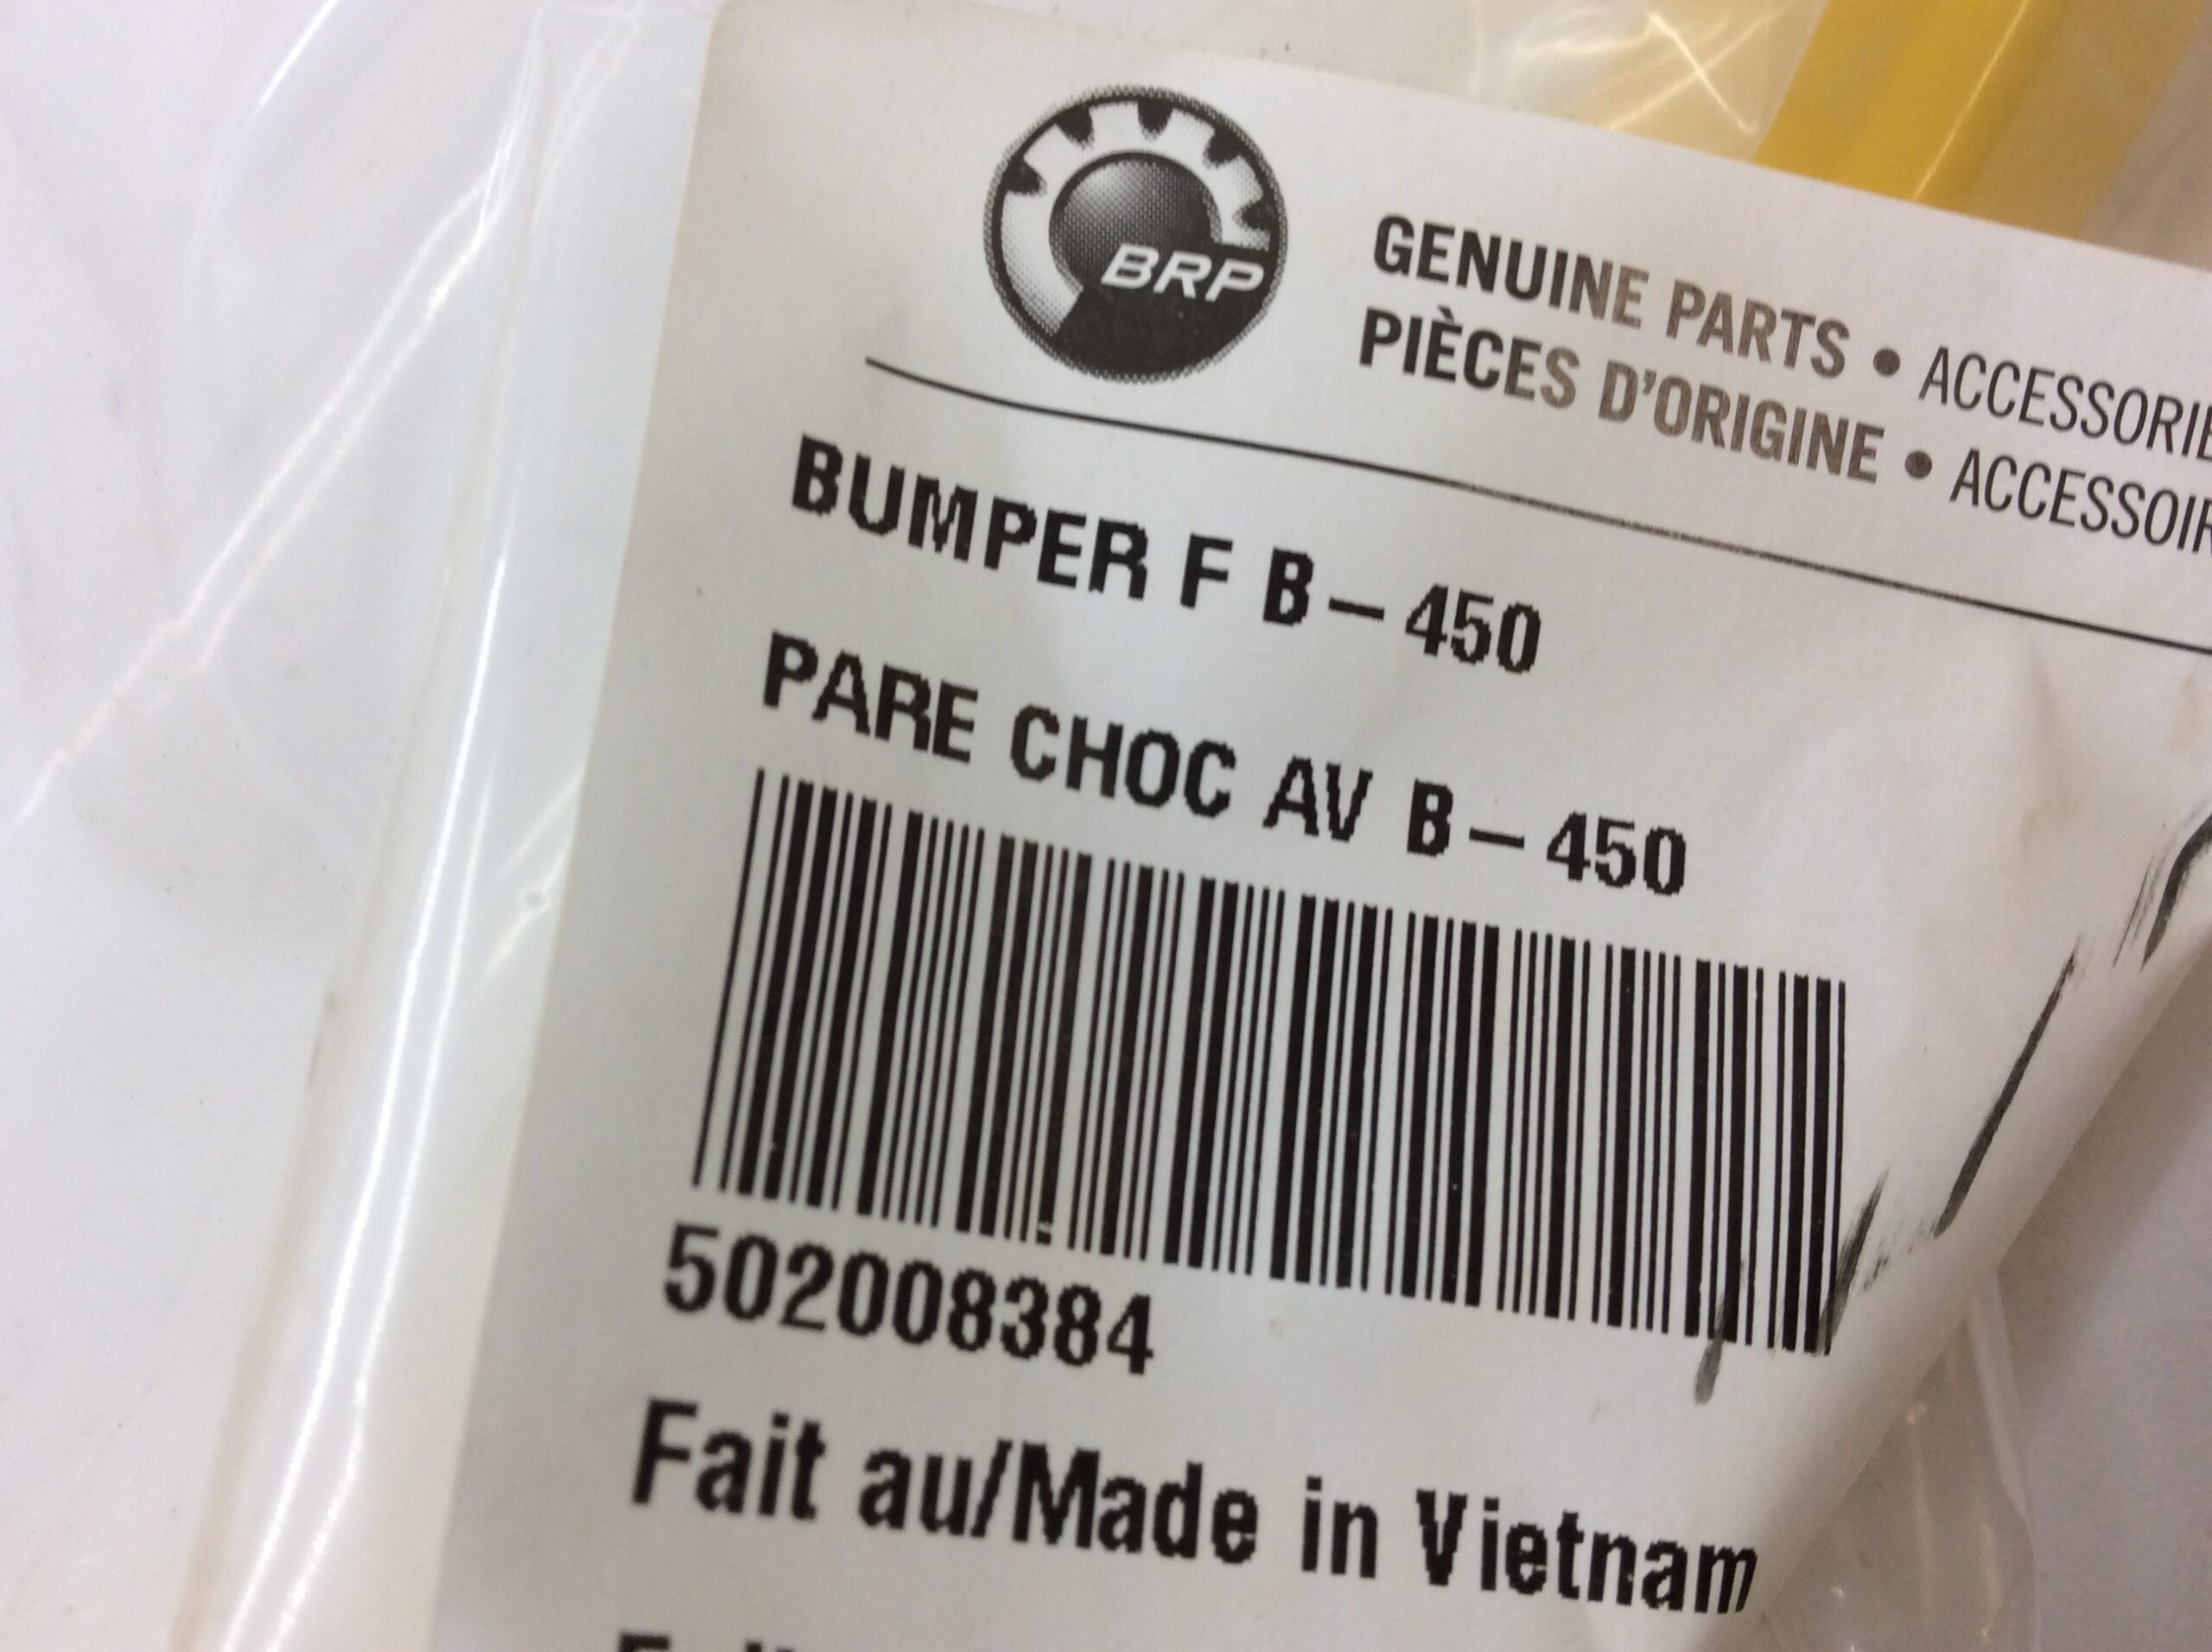 BRP
GENUINE PARTS • ACCESSORIE
PIÈCES D'ORIGINE • ACCESSOIR
BUMPER F B-450
PARE CHOC AV B-450
502008384
Fait au/Made in Vietnam